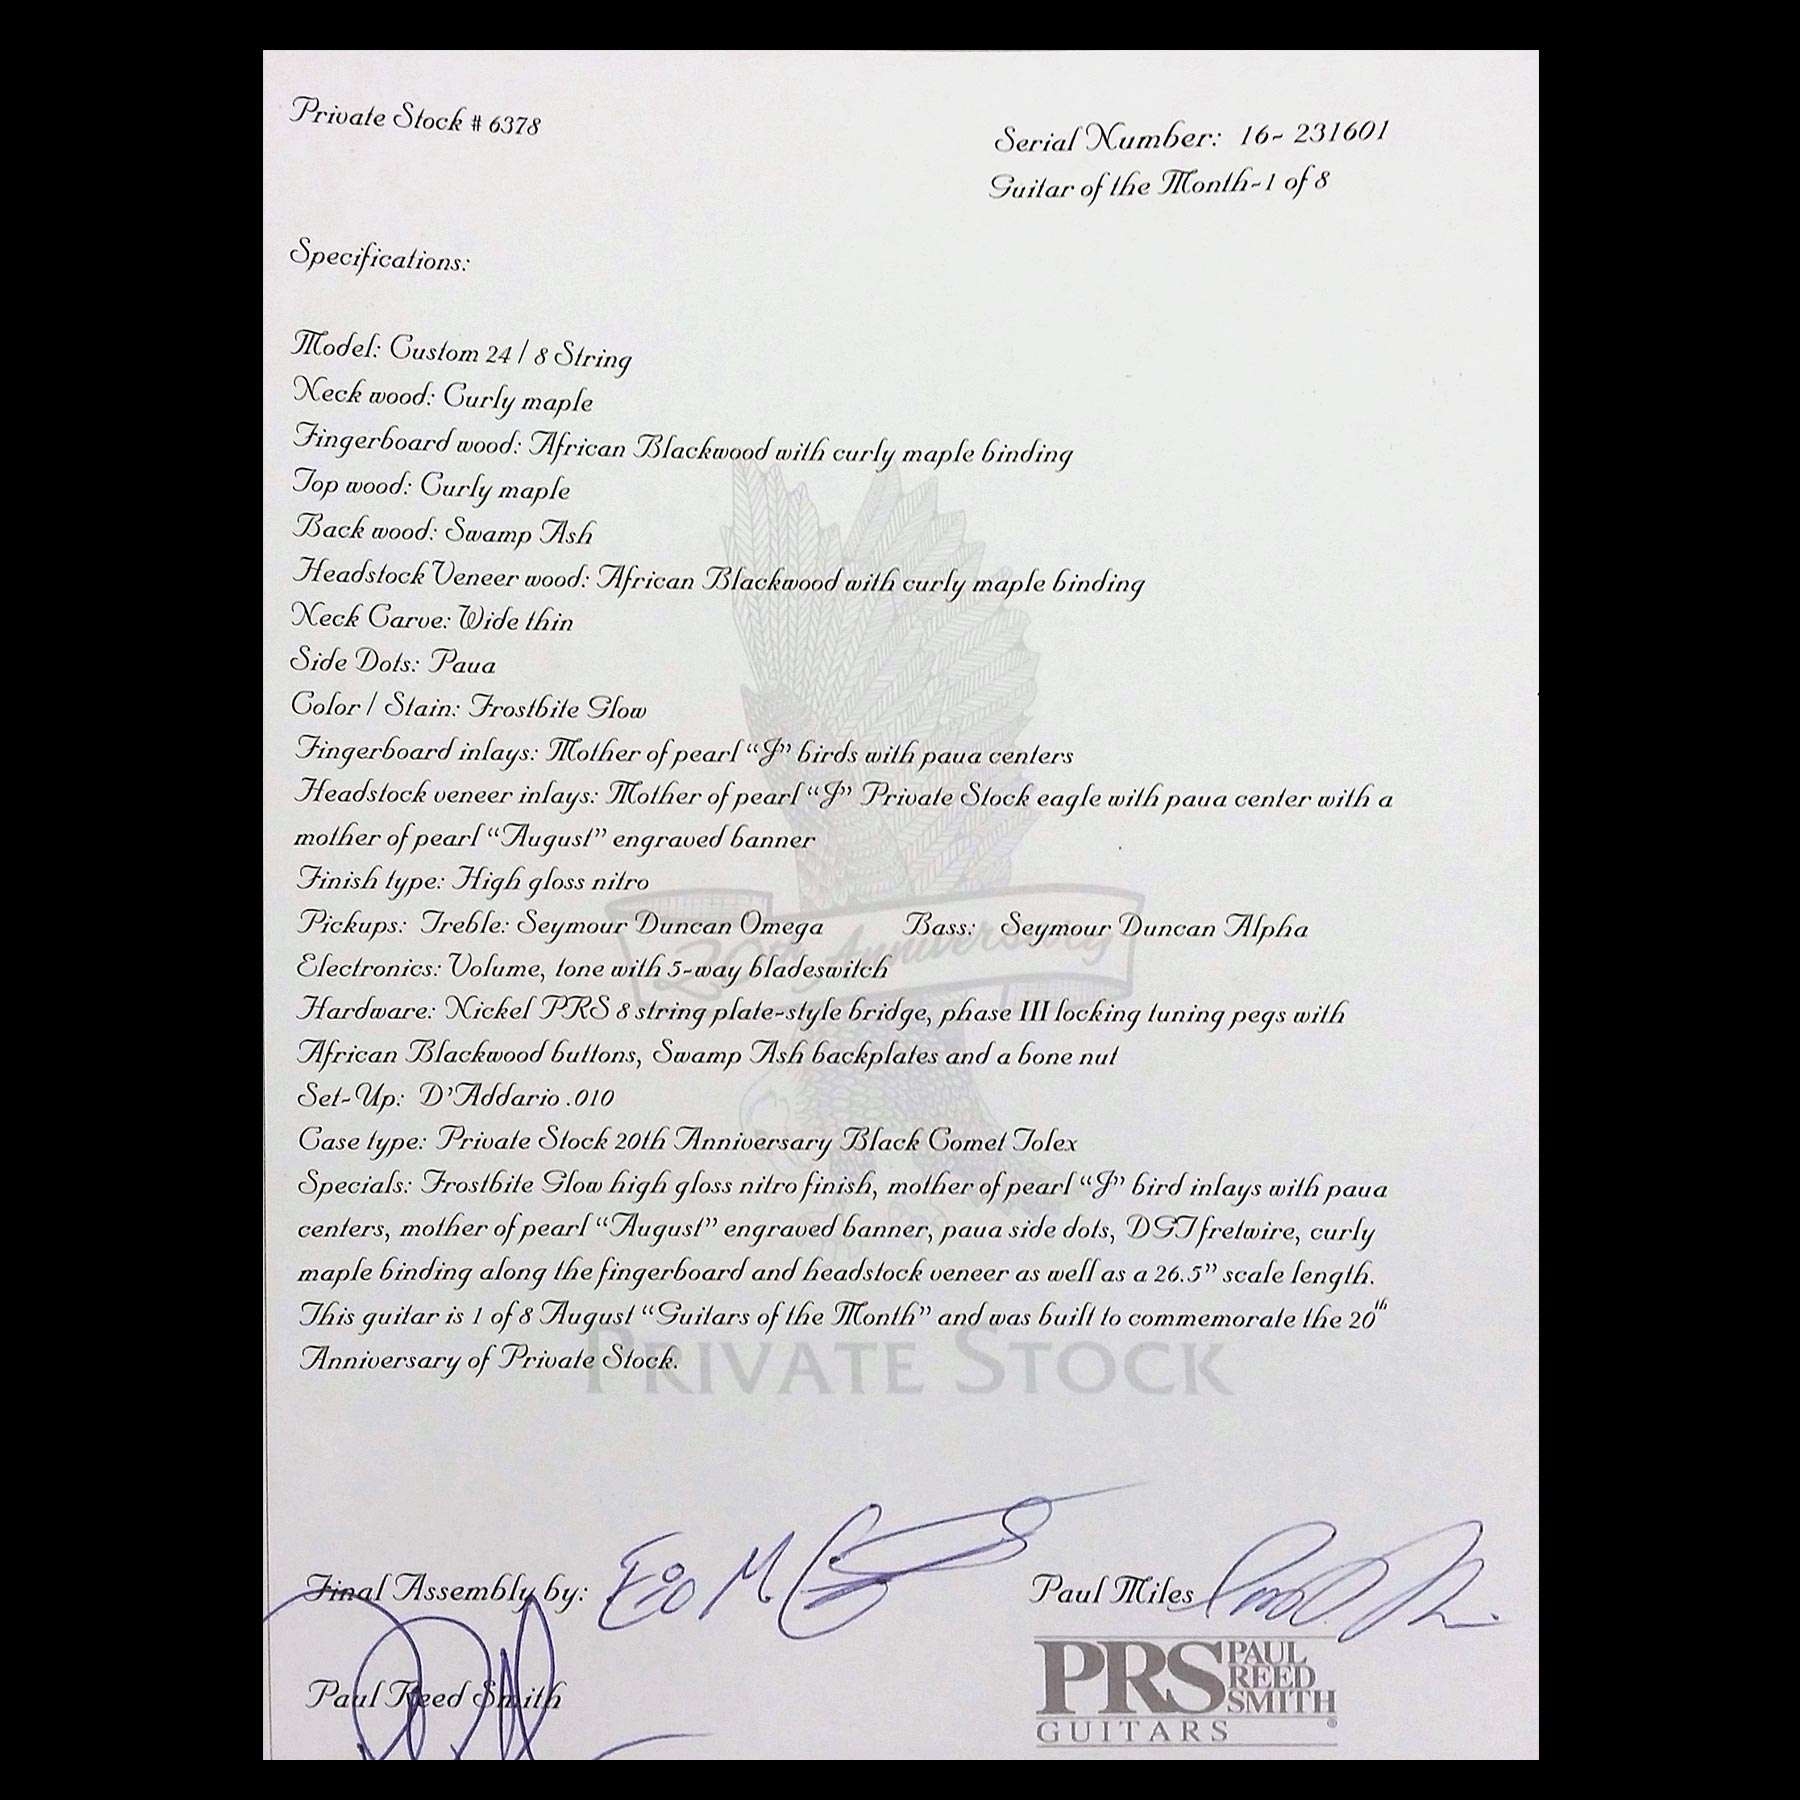 Private Stock # 6378
Serial Number: 16- 231601
Guitar of the Month-1 of 8
Specifications:
Model: Custom 24 / 8 String
Neck wood: Curly maple
Fingerboard wood: African Blackwood with curly maple binding
Top wood: Curly maple
Back wood: Swamp Ash
Headstock Veneer wood: African Blackwood with curly maple binding
Neck Carve: Wide thin
Side Dots: Paua
Color / Stain: Frostbite Glow
Fingerboard inlays: Mother of pearl “J” birds with paua centers
Headstock veneer inlays: Mother of pearl “J” Private Stock eagle with paua center with a
mother of pearl “August” engraved banner
Finish type: High gloss nitro
Pickups: Treble: Seymour Duncan Omega Bass: Seymour Duncan Alpha
20th Anniversary
Electronics: Volume, tone with 5-way bladeswitch
Hardware: Nickel PRS 8 string plate-style bridge, phase III locking tuning pegs with
African Blackwood buttons, Swamp Ash backplates and a bone nut
Set-Up: D'Addario .010
Case type: Private Stock 20th Anniversary Black Comet Tolex
Specials: Frostbite Glow high gloss nitro finish, mother of pearl “J” bird inlays with paua
centers, mother of pearl “August” engraved banner, paua side dots, DGT fretwire, curly
maple binding along the fingerboard and headstock veneer as well as a 26.5” scale length.
This guitar is 1 of 8 August “Guitars of the Month” and was built to commemorate the 20th
Anniversary of Private Stock.
PRIVATE STOCK
Final Assembly by:
Paul Miles
Paul Reed Smith
PRS PAUL
REED
SMITH
GUITARS